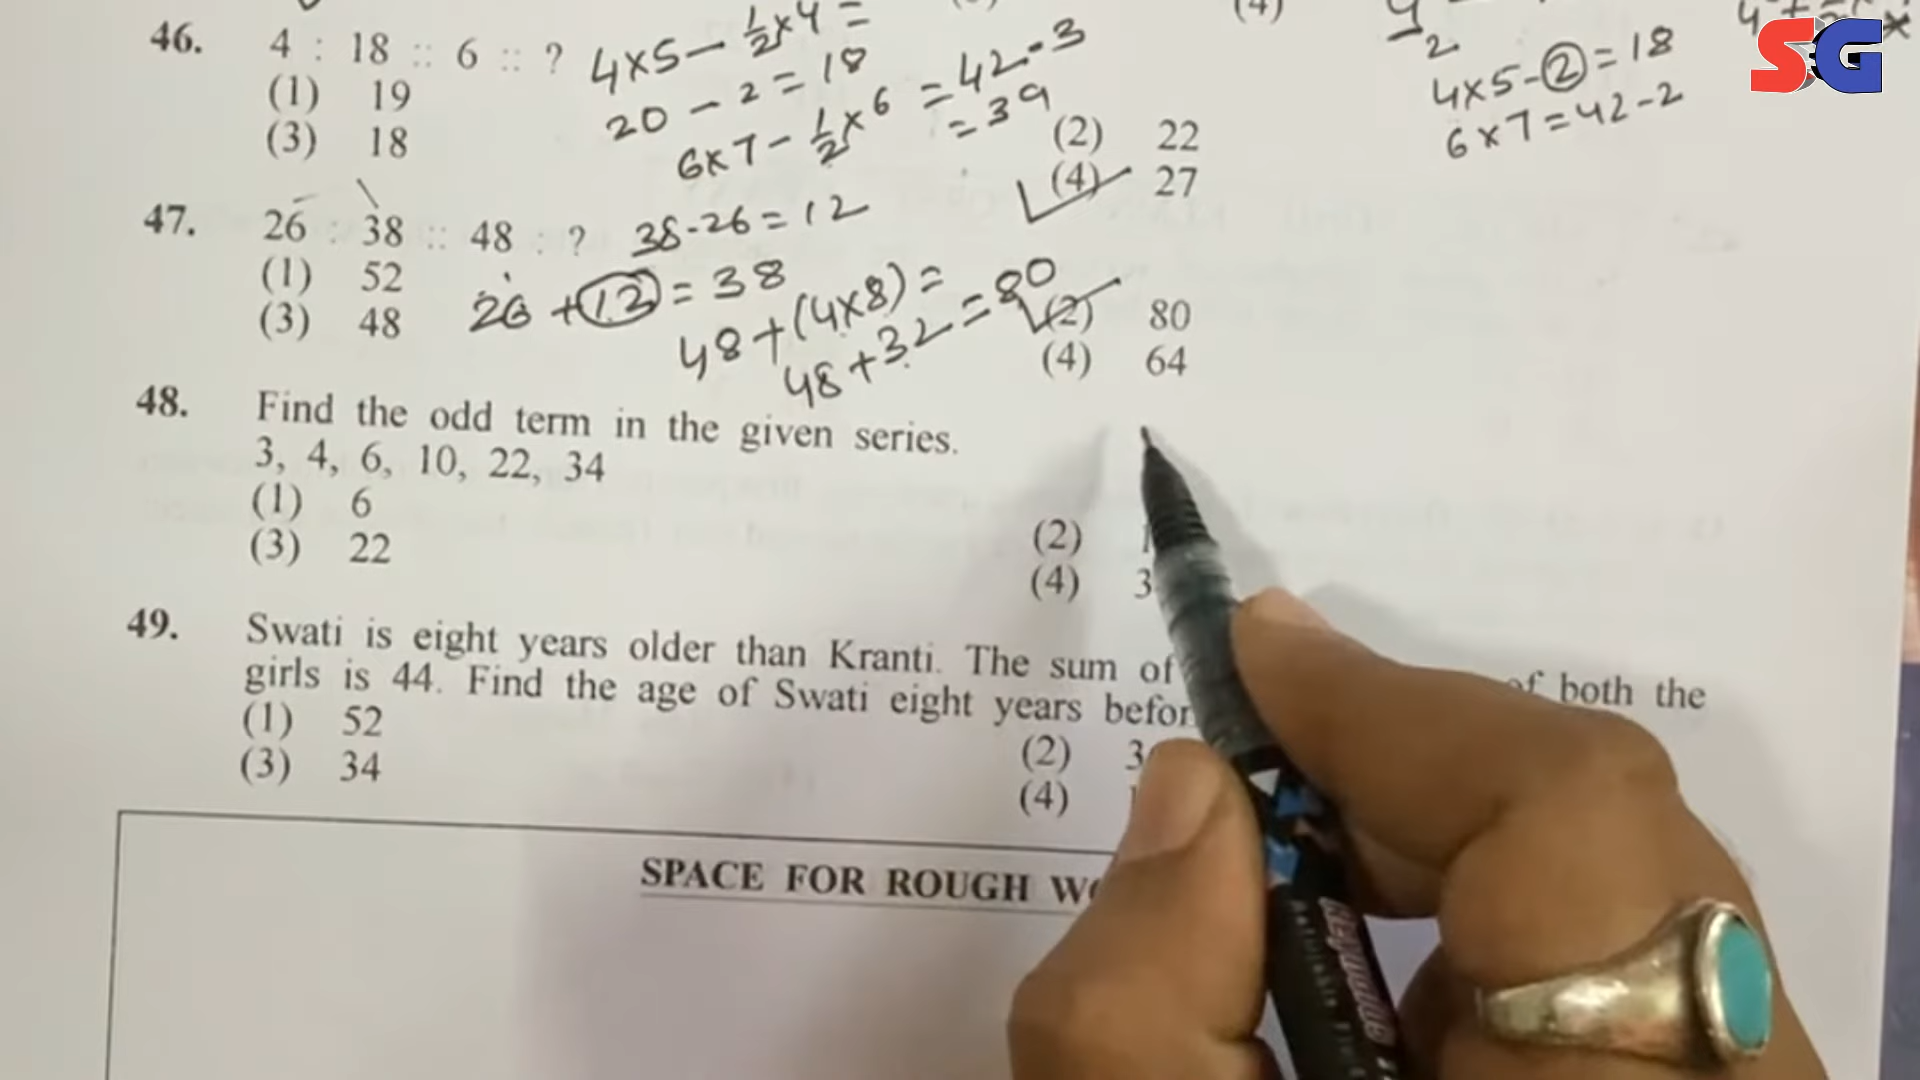 46. 4 : 18 :: 6 :: ?
(1) 19
(2) 22
(3) 18
(4) 27
4×5 - 1/2×4 =
20 - 2 = 18
6×7 - 1/2×6 = 42-3
= 39
(4)
2
4×5-2=18
6×7=42-2
SG
47. 26 : 38 :: 48 : ?
(1) 52
(2) 80
(3) 48
(4) 64
38-26=12
26 +12 = 38
48+(4×8)=
48+32=80
48. Find the odd term in the given series.
3, 4, 6, 10, 22, 34
(1) 6
(2)
(3) 22
(4) 3
49. Swati is eight years older than Kranti. The sum of of both the
girls is 44. Find the age of Swati eight years befor
(1) 52
(2) 3
(3) 34
(4)
SPACE FOR ROUGH W